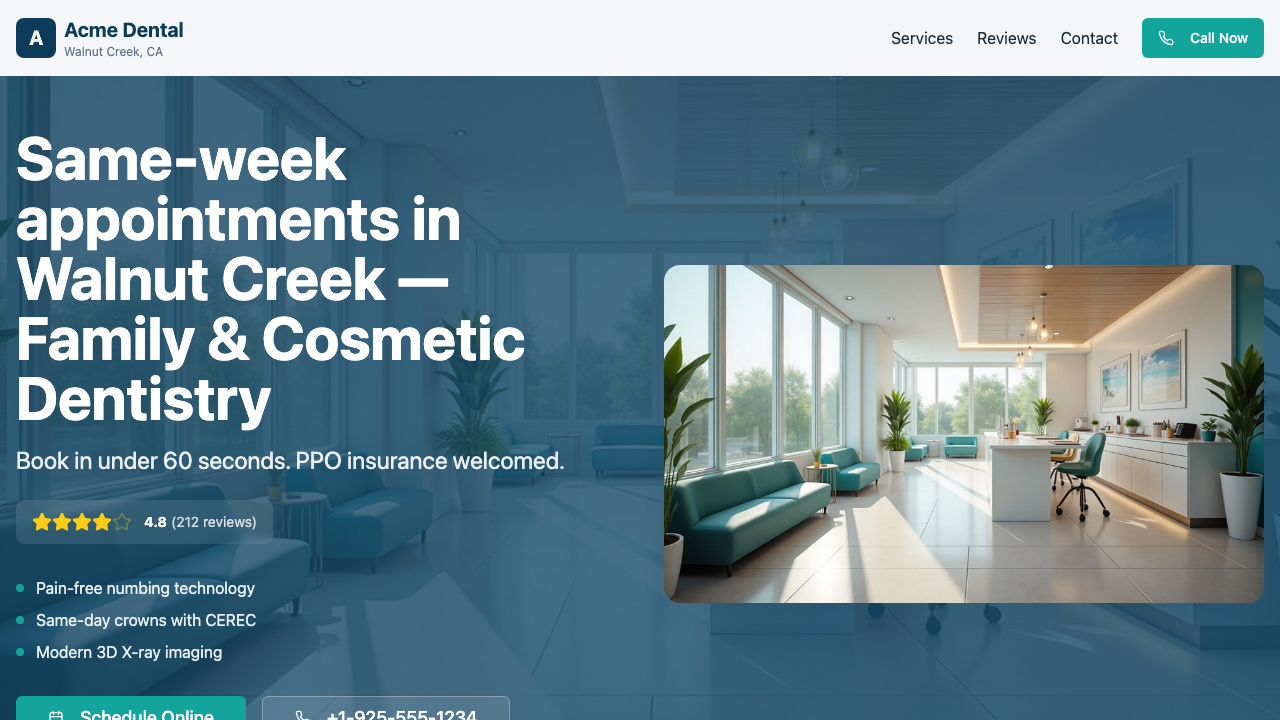 A
Acme Dental
Walnut Creek, CA
Services
Reviews
Contact
Call Now
Same-week
appointments in
Walnut Creek —
Family & Cosmetic
Dentistry
Book in under 60 seconds. PPO insurance welcomed.
4.8 (212 reviews)
Pain-free numbing technology
Same-day crowns with CEREC
Modern 3D X-ray imaging
Schedule Online
+1-925-555-1234